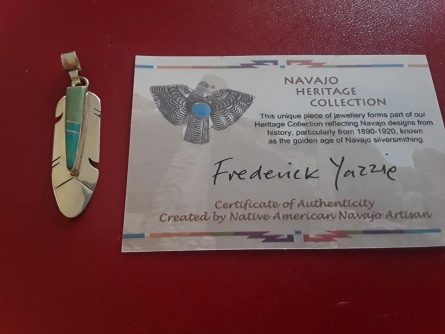 NAVAJO
HERITAGE
COLLECTION
This unique piece of jewellery forms part of our
Heritage Collection reflecting Navajo designs from
history, particularly from 1890-1920, known
as the golden age of Navajo silversmithing.
Frederick Yazzie
Certificate of Authenticity
Created by Native American Navajo Artisan